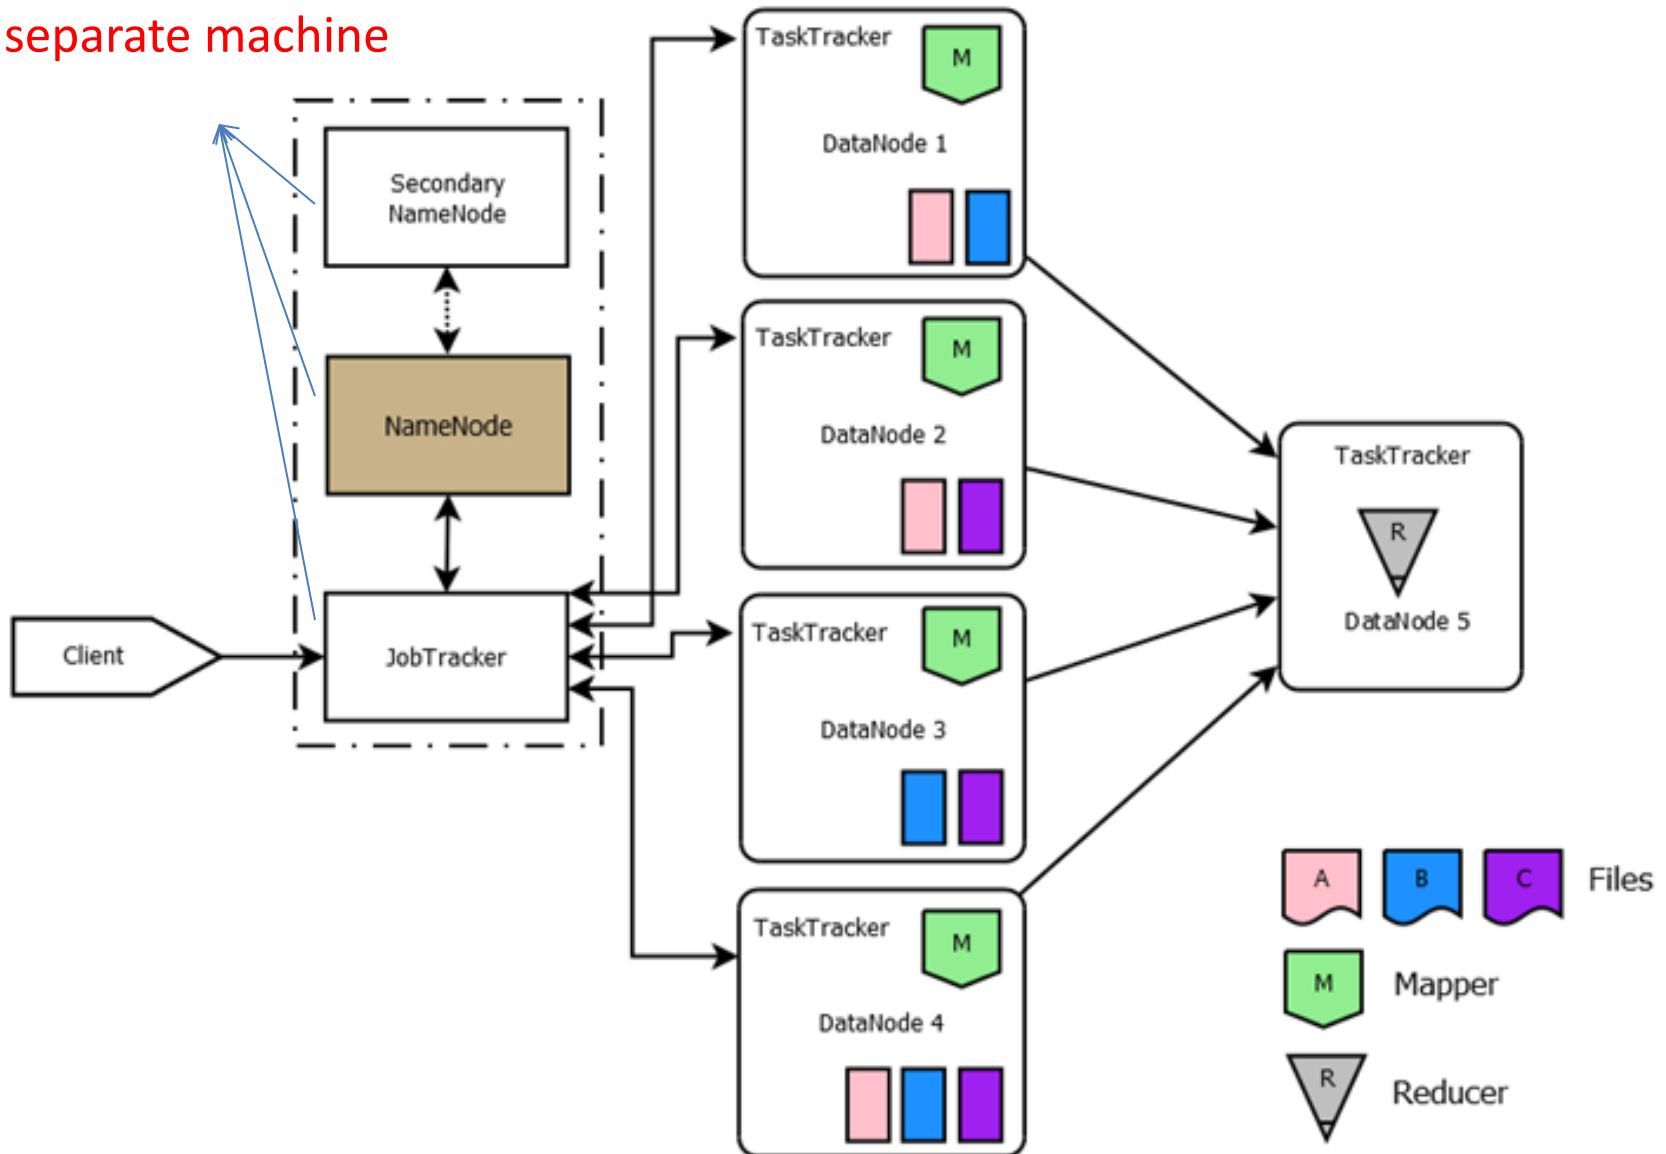 separate machine
Secondary
NameNode
NameNode
Client
JobTracker
TaskTracker
M
DataNode 1
TaskTracker
M
DataNode 2
TaskTracker
M
DataNode 3
TaskTracker
M
DataNode 4
TaskTracker
R
DataNode 5
A B C Files
M Mapper
R Reducer